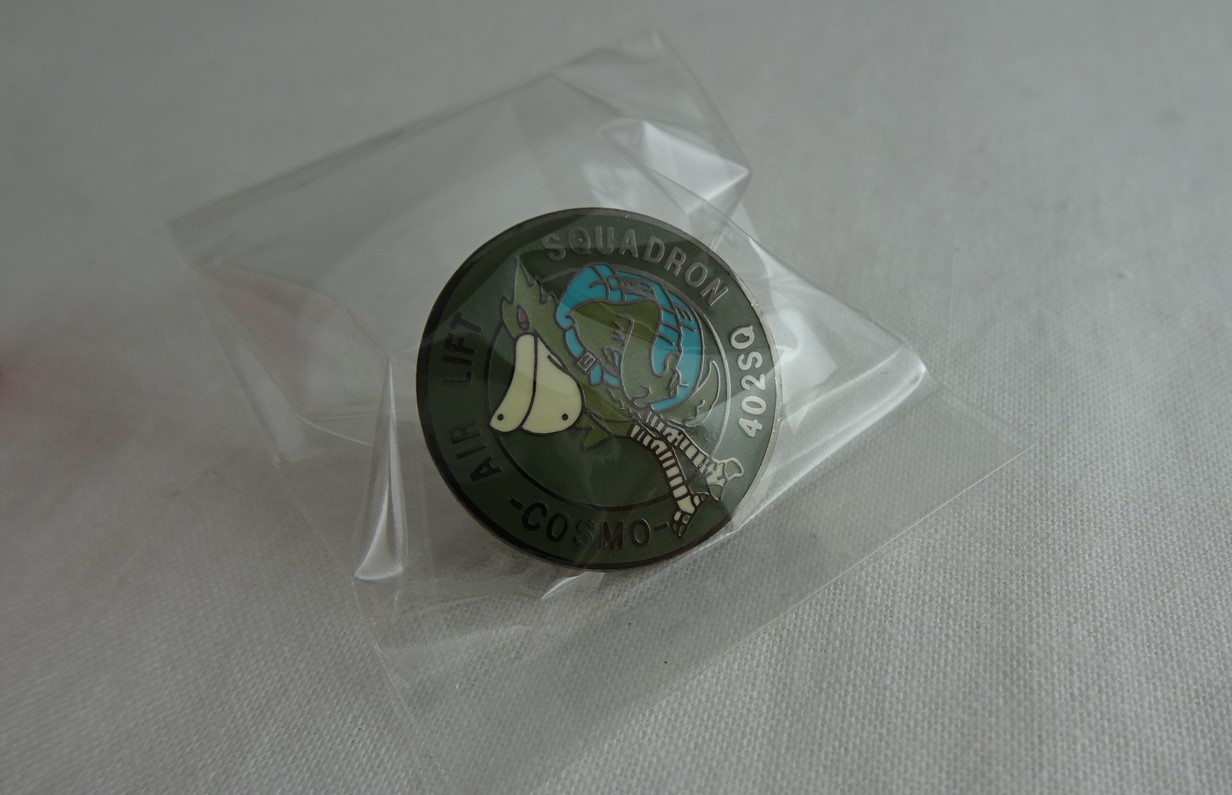 AIR LIFT SQUADRON 402SQ
-COSMO-